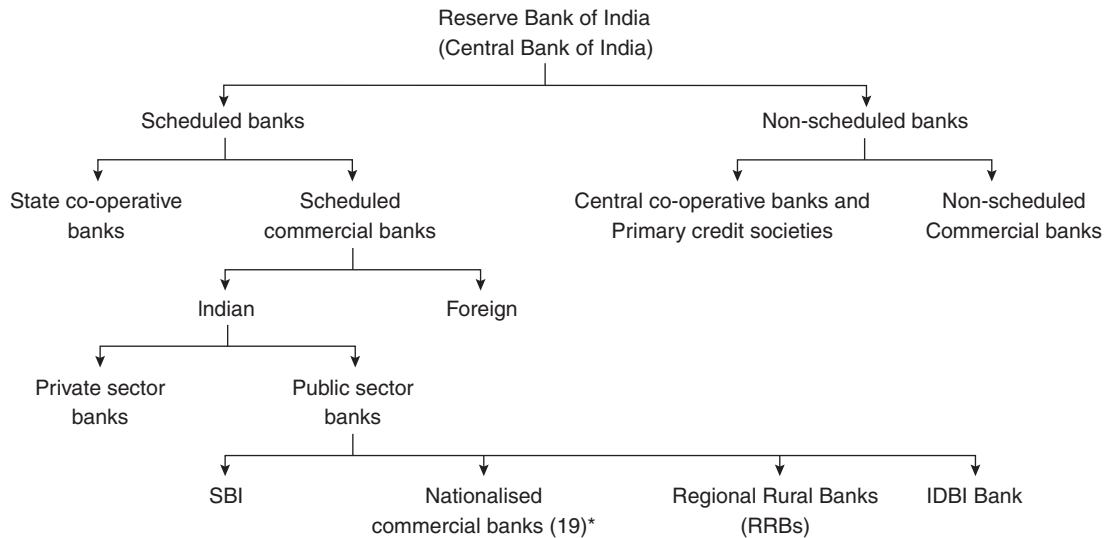 Reserve Bank of India
(Central Bank of India)
Scheduled banks
Non-scheduled banks
State co-operative
banks
Scheduled
commercial banks
Central co-operative banks and
Primary credit societies
Non-scheduled
Commercial banks
Indian
Foreign
Private sector
banks
Public sector
banks
SBI
Nationalised
commercial banks (19)*
Regional Rural Banks
(RRBs)
IDBI Bank